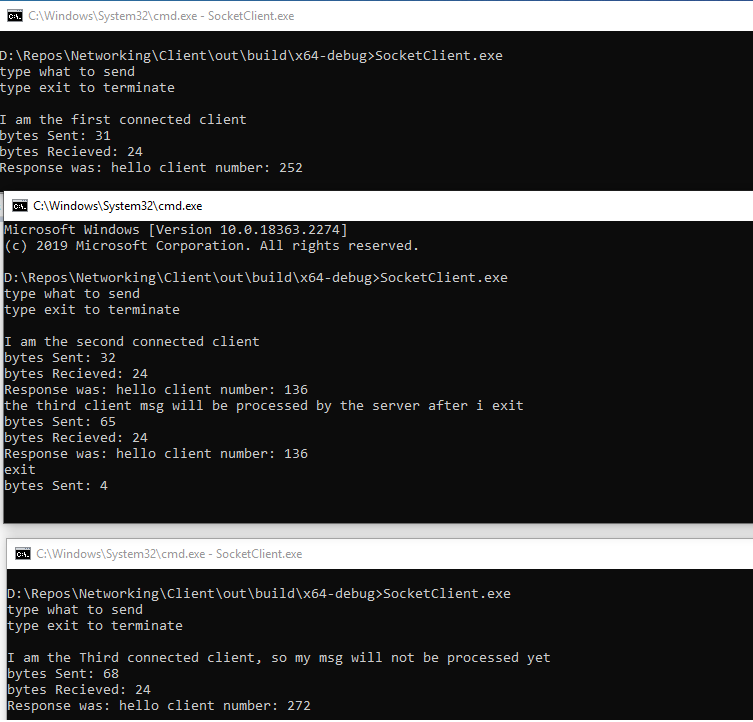 C:\Windows\System32\cmd.exe - SocketClient.exe
D:\Repos\Networking\Client\out\build\x64-debug>SocketClient.exe
type what to send
type exit to terminate
I am the first connected client
bytes Sent: 31
bytes Recieved: 24
Response was: hello client number: 252
C:\Windows\System32\cmd.exe
Microsoft Windows [Version 10.0.18363.2274]
(c) 2019 Microsoft Corporation. All rights reserved.
D:\Repos\Networking\Client\out\build\x64-debug>SocketClient.exe
type what to send
type exit to terminate
I am the second connected client
bytes Sent: 32
bytes Recieved: 24
Response was: hello client number: 136
the third client msg will be processed by the server after i exit
bytes Sent: 65
bytes Recieved: 24
Response was: hello client number: 136
exit
bytes Sent: 4
C:\Windows\System32\cmd.exe - SocketClient.exe
D:\Repos\Networking\Client\out\build\x64-debug>SocketClient.exe
type what to send
type exit to terminate
I am the Third connected client, so my msg will not be processed yet
bytes Sent: 68
bytes Recieved: 24
Response was: hello client number: 272